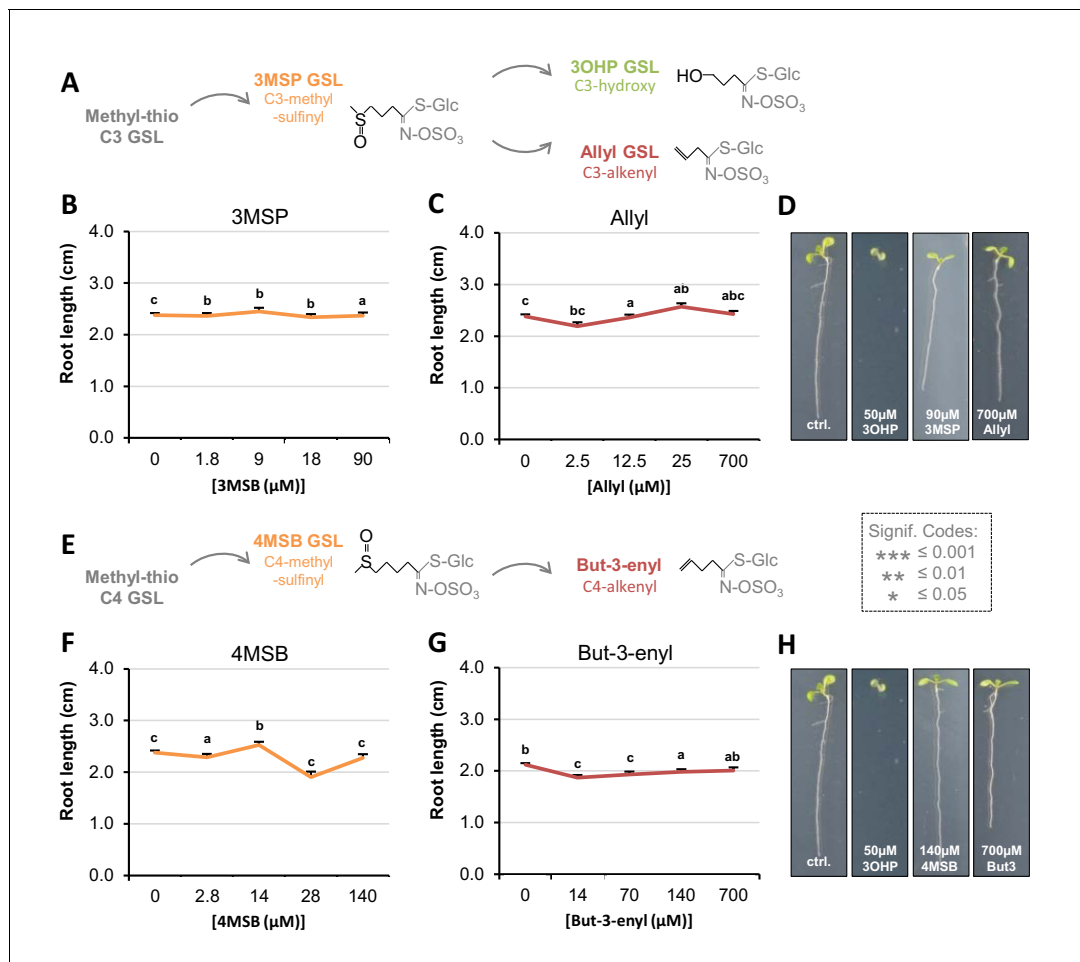 A
Methyl-thio
C3 GSL
3MSP GSL
C3-methyl
-sulfinyl
S
O
S-Glc
N-OSO3
3OHP GSL
C3-hydroxy
HO
S-Glc
N-OSO3
Allyl GSL
C3-alkenyl
S-Glc
N-OSO3
B
3MSP
Root length (cm)
4.0
3.0
2.0
1.0
0.0
c b b b a
0 1.8 9 18 90
[3MSB (µM)]
C
Allyl
Root length (cm)
4.0
3.0
2.0
1.0
0.0
c bc a ab abc
0 2.5 12.5 25 700
[Allyl (µM)]
D
ctrl.
50µM
3OHP
90µM
3MSP
700µM
Allyl
E
Methyl-thio
C4 GSL
4MSB GSL
C4-methyl
-sulfinyl
O
S
S-Glc
N-OSO3
But-3-enyl
C4-alkenyl
S-Glc
N-OSO3
Signif. Codes:
*** ≤ 0.001
** ≤ 0.01
* ≤ 0.05
F
4MSB
Root length (cm)
4.0
3.0
2.0
1.0
0.0
c a b c c
0 2.8 14 28 140
[4MSB (µM)]
G
But-3-enyl
Root length (cm)
4.0
3.0
2.0
1.0
0.0
b c c a ab
0 14 70 140 700
[But-3-enyl (µM)]
H
ctrl.
50µM
3OHP
140µM
4MSB
700µM
But3